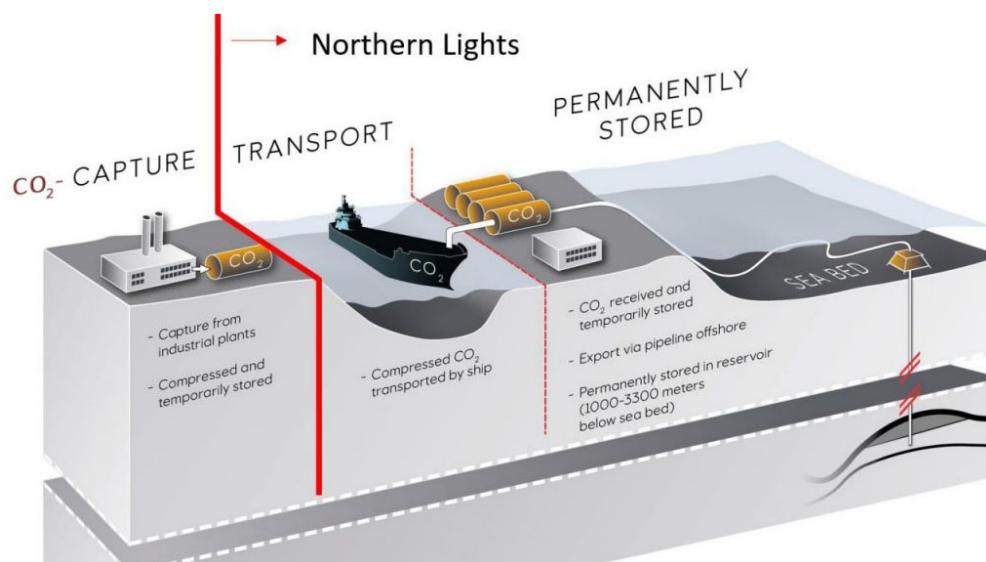 Northern Lights
CO₂- CAPTURE
TRANSPORT
PERMANENTLY
STORED
CO₂
CO₂
CO₂
SEA BED
- Capture from
industrial plants
- Compressed and
temporarily stored
- Compressed CO₂
transported by ship
- CO₂ received and
temporarily stored
- Export via pipeline offshore
- Permanently stored in reservoir
(1000-3300 meters
below sea bed)